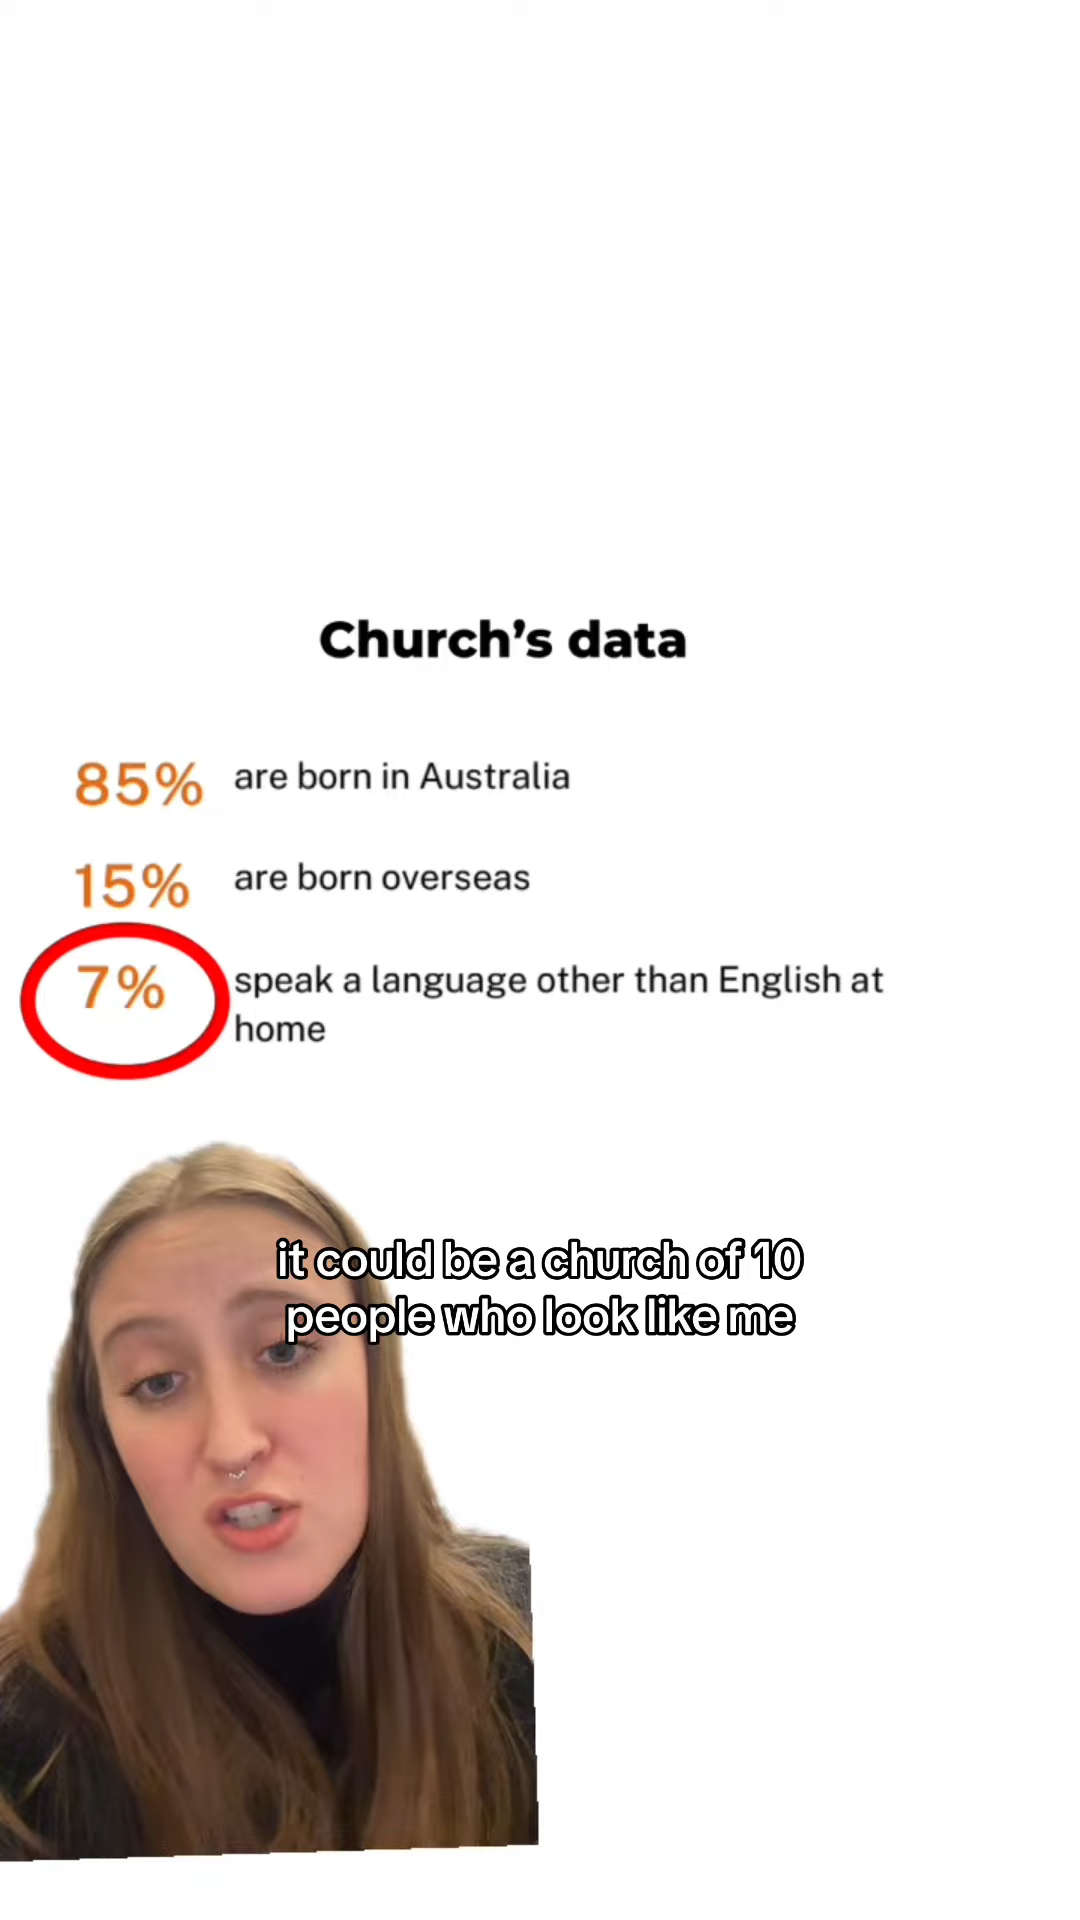 Church's data
85% are born in Australia
15% are born overseas
7% speak a language other than English at
home
it could be a church of 10
people who look like me